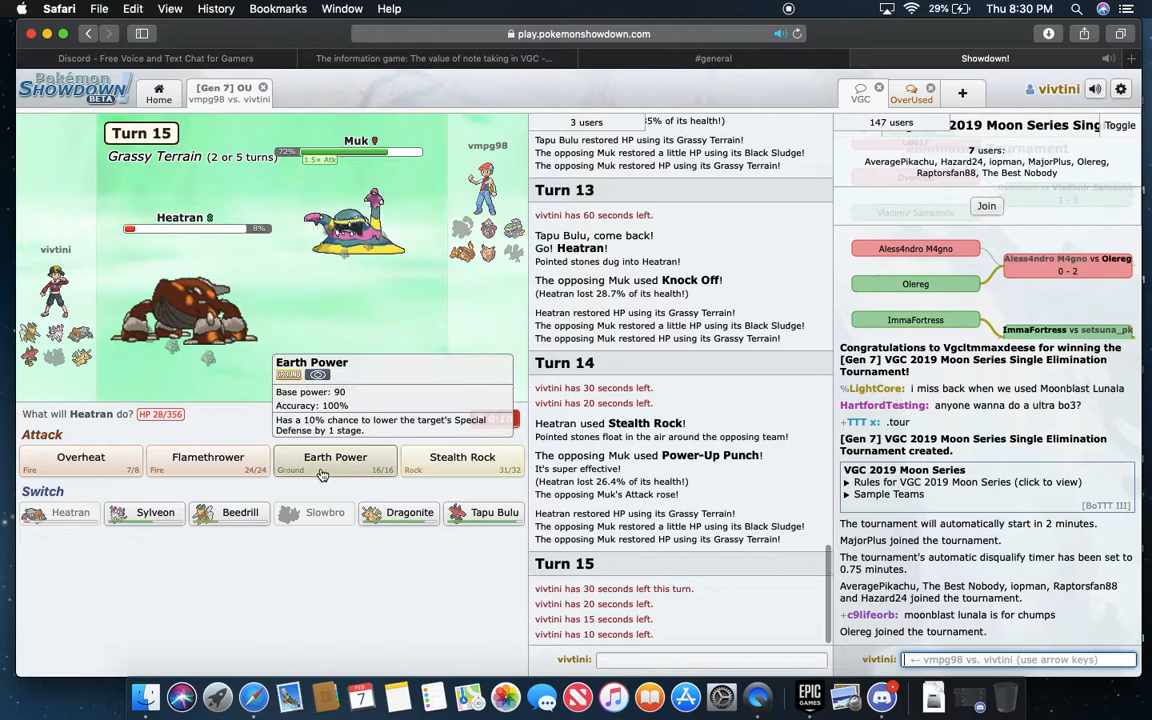 Safari File Edit View History Bookmarks Window Help
29% Thu 8:30 PM
play.pokemonshowdown.com
Discord - Free Voice and Text Chat for Gamers
The information game: The value of note taking in VGC -...
#general
Showdown!
Pokémon
SHOWDOWN!
BETA
Home
[Gen 7] OU
vmpg98 vs. vivtini
VGC
OverUsed
vivtini
Turn 15
Grassy Terrain (2 or 5 turns)
Muk
72%
1.5× Atk
vmpg98
Heatran
8%
vivtini
Earth Power
GROUND
Base power: 90
Accuracy: 100%
Has a 10% chance to lower the target's Special
Defense by 1 stage.
What will Heatran do? HP 28/356
Attack
Overheat
Fire 7/8
Flamethrower
Fire 24/24
Earth Power
Ground 16/16
Stealth Rock
Rock 31/32
Switch
Heatran
Sylveon
Beedrill
Slowbro
Dragonite
Tapu Bulu
3 users
Tapu Bulu restored HP using its Grassy Terrain!
The opposing Muk restored HP using its Grassy Terrain!
The opposing Muk restored a little HP using its Black Sludge!
Turn 13
vivtini has 60 seconds left.
Tapu Bulu, come back!
Go! Heatran!
Pointed stones dug into Heatran!
The opposing Muk used Knock Off!
(Heatran lost 28.7% of its health!)
Heatran restored HP using its Grassy Terrain!
The opposing Muk restored HP using its Grassy Terrain!
The opposing Muk restored a little HP using its Black Sludge!
Turn 14
vivtini has 30 seconds left.
vivtini has 20 seconds left.
Heatran used Stealth Rock!
Pointed stones float in the air around the opposing team!
The opposing Muk used Power-Up Punch!
It's super effective!
(Heatran lost 26.4% of its health!)
The opposing Muk's Attack rose!
Heatran restored HP using its Grassy Terrain!
The opposing Muk restored HP using its Grassy Terrain!
The opposing Muk restored a little HP using its Black Sludge!
Turn 15
vivtini has 30 seconds left this turn.
vivtini has 20 seconds left.
vivtini has 15 seconds left.
vivtini has 10 seconds left.
vivtini:
147 users
2019 Moon Series Sing
Toggle
7 users:
AveragePikachu, Hazard24, iopman, MajorPlus, Olereg,
Raptorsfan88, The Best Nobody
Join
Aless4ndro M4gno
Olereg
Aless4ndro M4gno vs Olereg
0 - 2
ImmaFortress
ImmaFortress vs setsuna_pk
Congratulations to Vgcltmmaxdeese for winning the
[Gen 7] VGC 2019 Moon Series Single Elimination
Tournament!
%LightCore: i miss back when we used Moonblast Lunala
HartfordTesting: anyone wanna do a ultra bo3?
+TTT x: .tour
[Gen 7] VGC 2019 Moon Series Single Elimination
Tournament created.
VGC 2019 Moon Series
▶ Rules for VGC 2019 Moon Series (click to view)
▶ Sample Teams
[BoTTT III]
The tournament will automatically start in 2 minutes.
MajorPlus joined the tournament.
The tournament's automatic disqualify timer has been set to
0.75 minutes.
AveragePikachu, The Best Nobody, iopman, Raptorsfan88
and Hazard24 joined the tournament.
+c9lifeorb: moonblast lunala is for chumps
Olereg joined the tournament.
vivtini: ← vmpg98 vs. vivtini (use arrow keys)
FEB
7
EPIC
GAMES